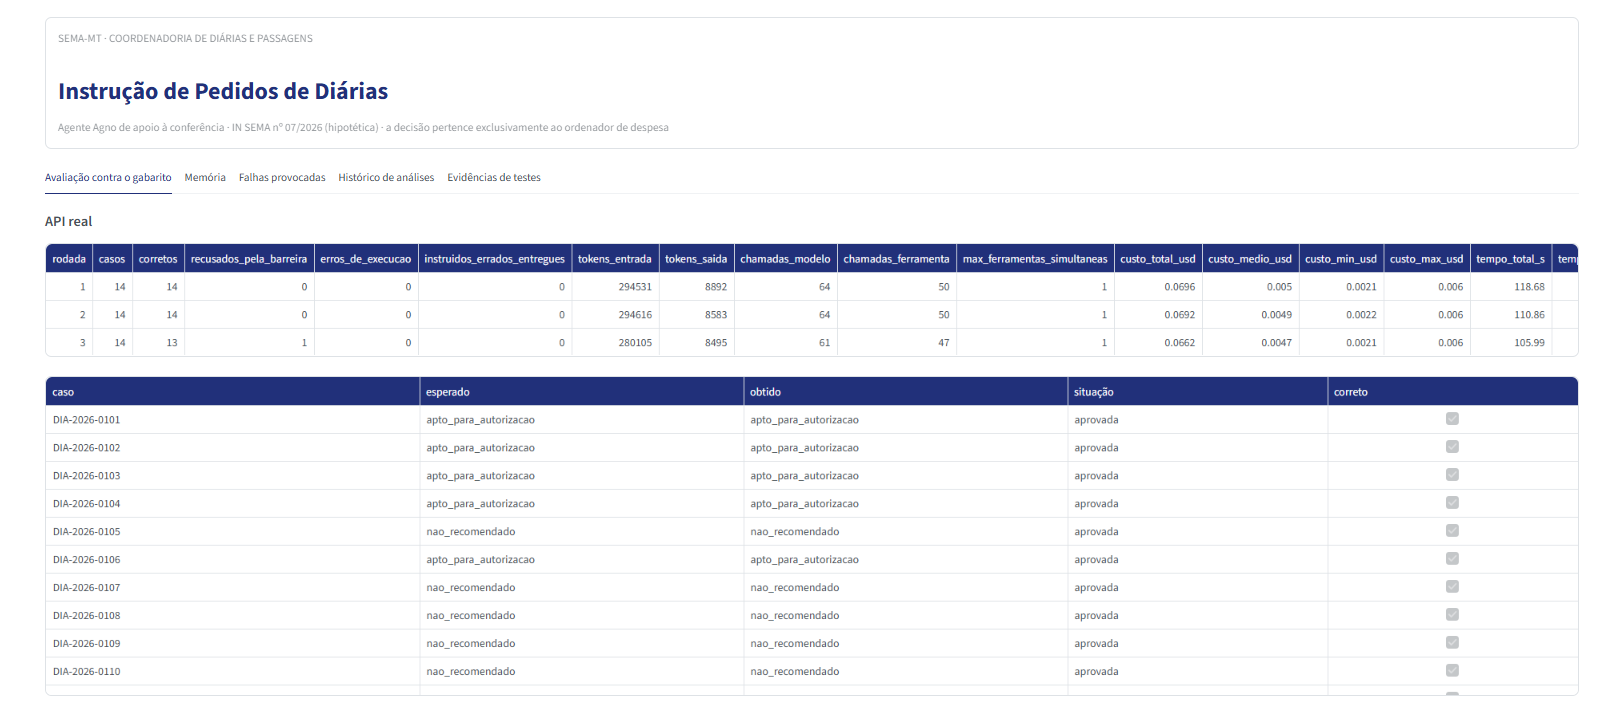 SEMA-MT · COORDENADORIA DE DIÁRIAS E PASSAGENS
Instrução de Pedidos de Diárias
Agente Agno de apoio à conferência · IN SEMA nº 07/2026 (hipotética) · a decisão pertence exclusivamente ao ordenador de despesa
Avaliação contra o gabarito Memória Falhas provocadas Histórico de análises Evidências de testes
API real
rodada casos corretos recusados_pela_barreira erros_de_execucao instruidos_errados_entregues tokens_entrada tokens_saida chamadas_modelo chamadas_ferramenta max_ferramentas_simultaneas custo_total_usd custo_medio_usd custo_min_usd custo_max_usd tempo_total_s
1 14 14 0 0 0 294531 8892 64 50 1 0.0696 0.005 0.0021 0.006 118.68
2 14 14 0 0 0 294616 8583 64 50 1 0.0692 0.0049 0.0022 0.006 110.86
3 14 13 1 0 0 280105 8495 61 47 1 0.0662 0.0047 0.0021 0.006 105.99
caso esperado obtido situação correto
DIA-2026-0101 apto_para_autorizacao apto_para_autorizacao aprovada
DIA-2026-0102 apto_para_autorizacao apto_para_autorizacao aprovada
DIA-2026-0103 apto_para_autorizacao apto_para_autorizacao aprovada
DIA-2026-0104 apto_para_autorizacao apto_para_autorizacao aprovada
DIA-2026-0105 nao_recomendado nao_recomendado aprovada
DIA-2026-0106 apto_para_autorizacao apto_para_autorizacao aprovada
DIA-2026-0107 nao_recomendado nao_recomendado aprovada
DIA-2026-0108 nao_recomendado nao_recomendado aprovada
DIA-2026-0109 nao_recomendado nao_recomendado aprovada
DIA-2026-0110 nao_recomendado nao_recomendado aprovada